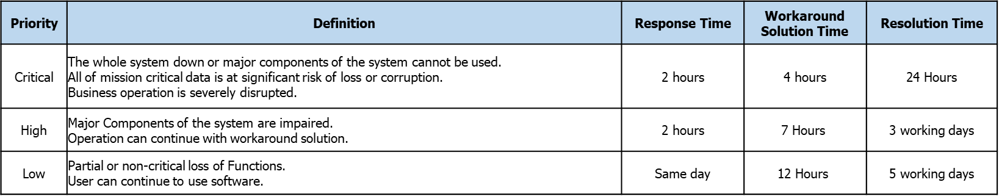 Priority
Definition
Response Time
Workaround
Solution Time
Resolution Time
Critical
The whole system down or major components of the system cannot be used.
All of mission critical data is at significant risk of loss or corruption.
Business operation is severely disrupted.
2 hours
4 hours
24 Hours
High
Major Components of the system are impaired.
Operation can continue with workaround solution.
2 hours
7 Hours
3 working days
Low
Partial or non-critical loss of Functions.
User can continue to use software.
Same day
12 Hours
5 working days